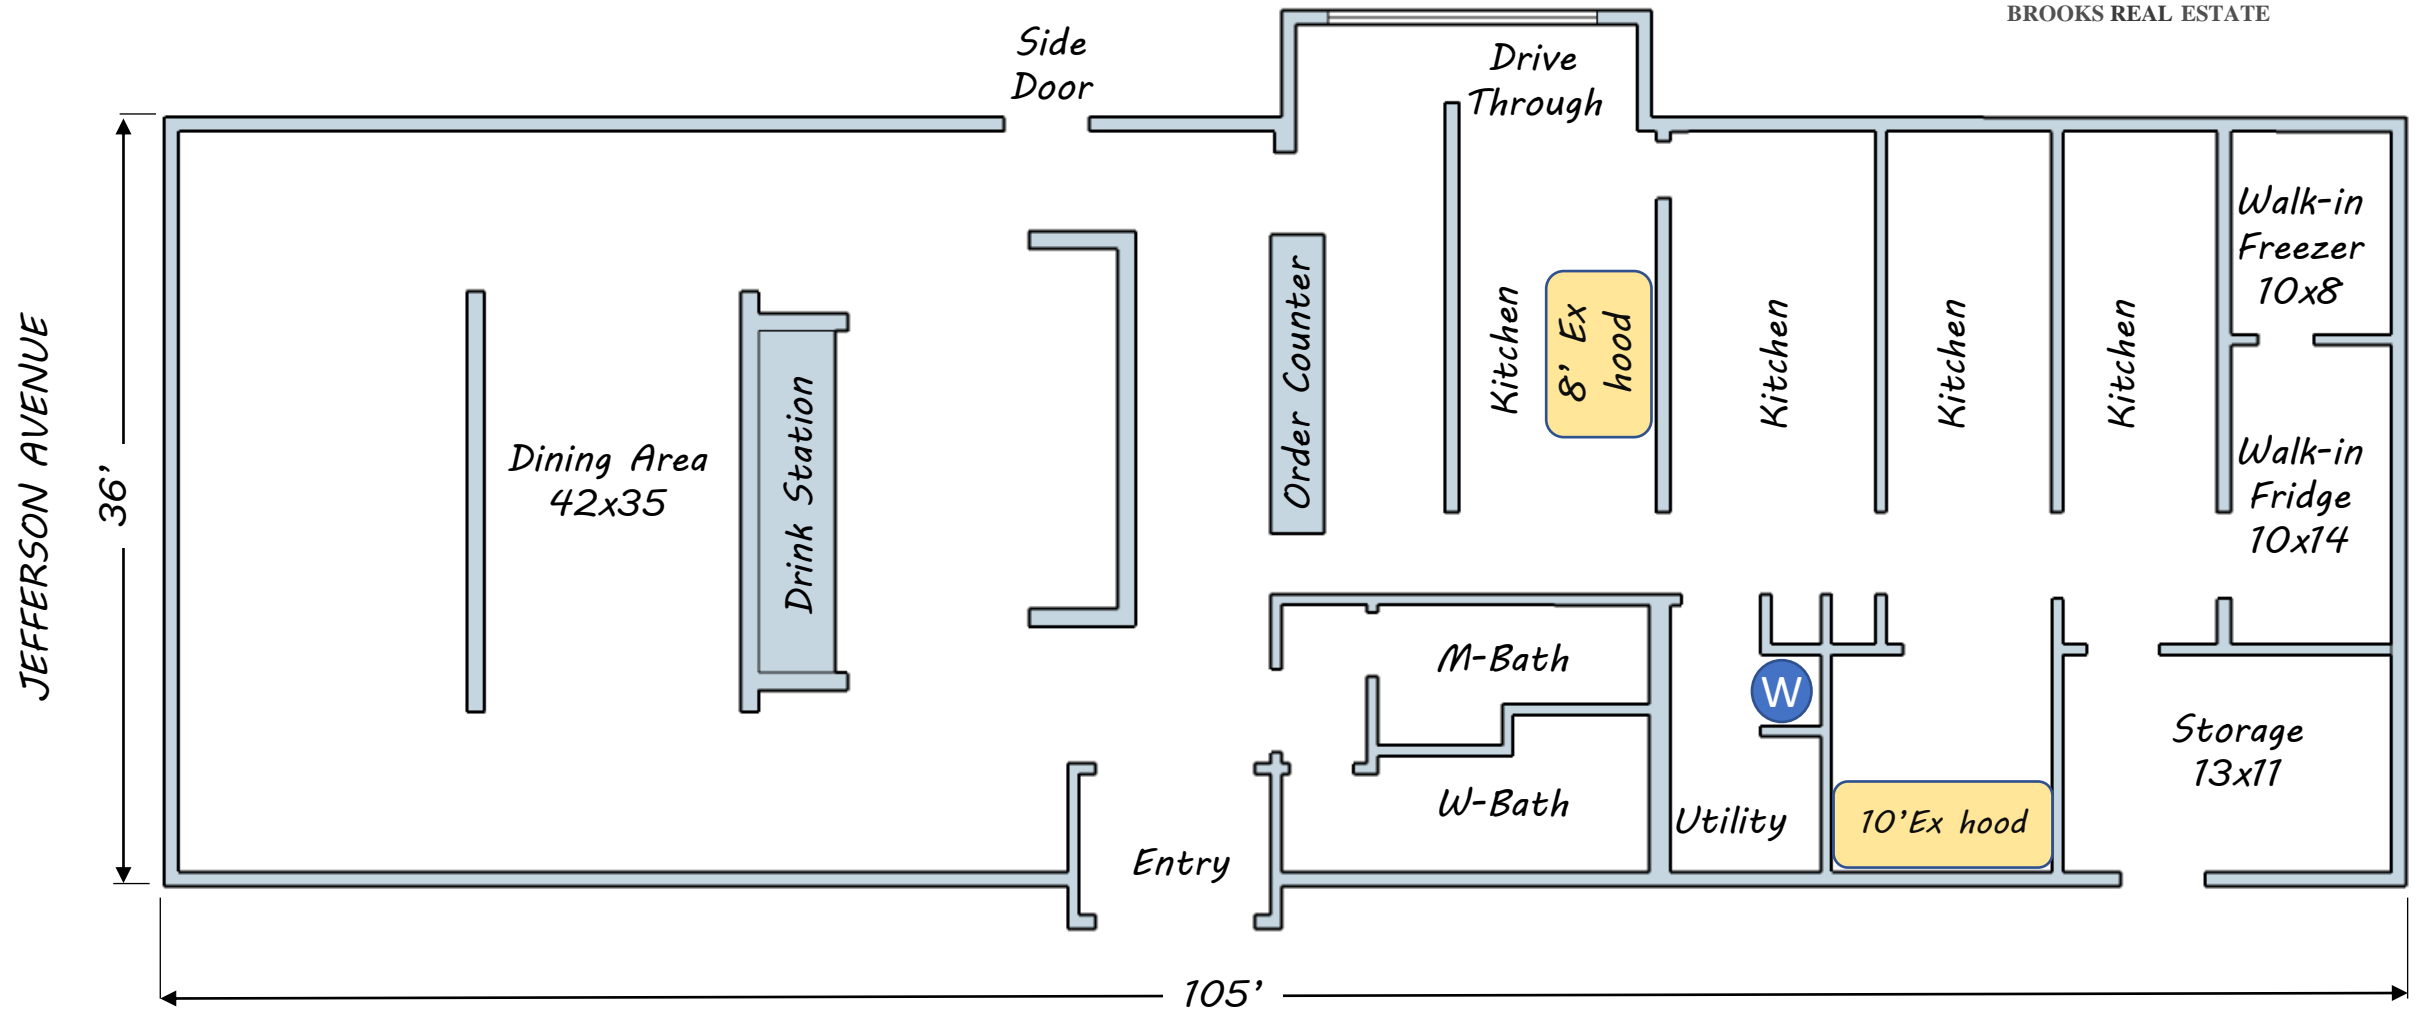 BROOKS REAL ESTATE
Side
Door
Drive
Through
JEFFERSON AVENUE
36'
Dining Area
42x35
Drink Station
Order Counter
Kitchen
8' Ex
hood
Kitchen
Kitchen
Kitchen
Walk-in
Freezer
10x8
Walk-in
Fridge
10x14
M-Bath
W-Bath
W
Utility
10'Ex hood
Storage
13x11
Entry
105'